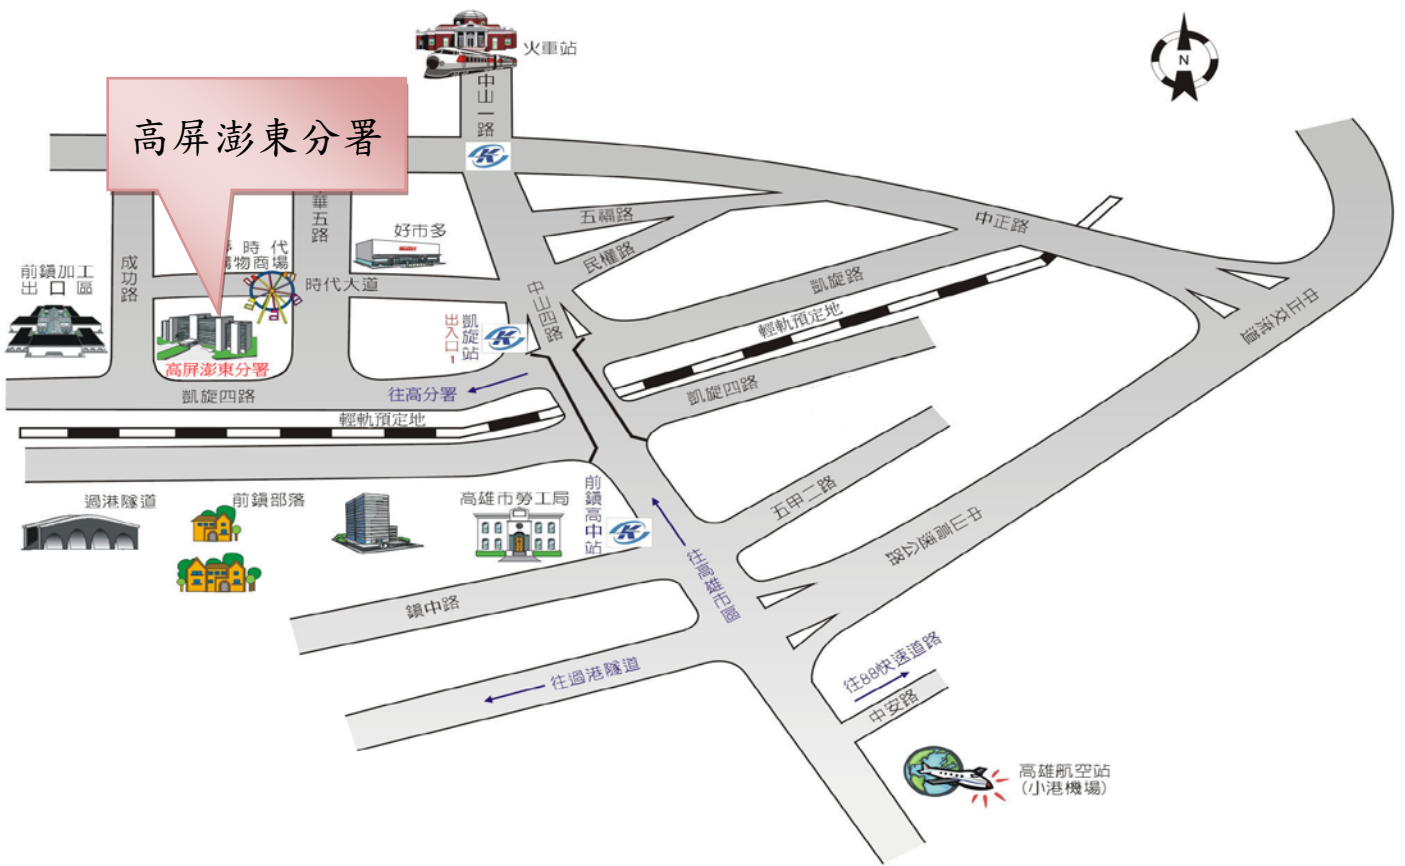 火車站
N
中山一路
高屏澎東分署
中正路
五福路
民權路
華五路
好市多
時代
購物商場
時代大道
成功路
前鎮加工
出口區
中山四路
凱旋路
輕軌預定地
中正交流道
凱旋站
出入口1
高屏澎東分署
凱旋四路
往高分署
凱旋四路
輕軌預定地
五甲二路
過港隧道
前鎮部落
高雄市勞工局
前鎮高中站
中山高速公路
往高雄市區
鎮中路
往過港隧道
往88快速道路
中安路
高雄航空站
(小港機場)